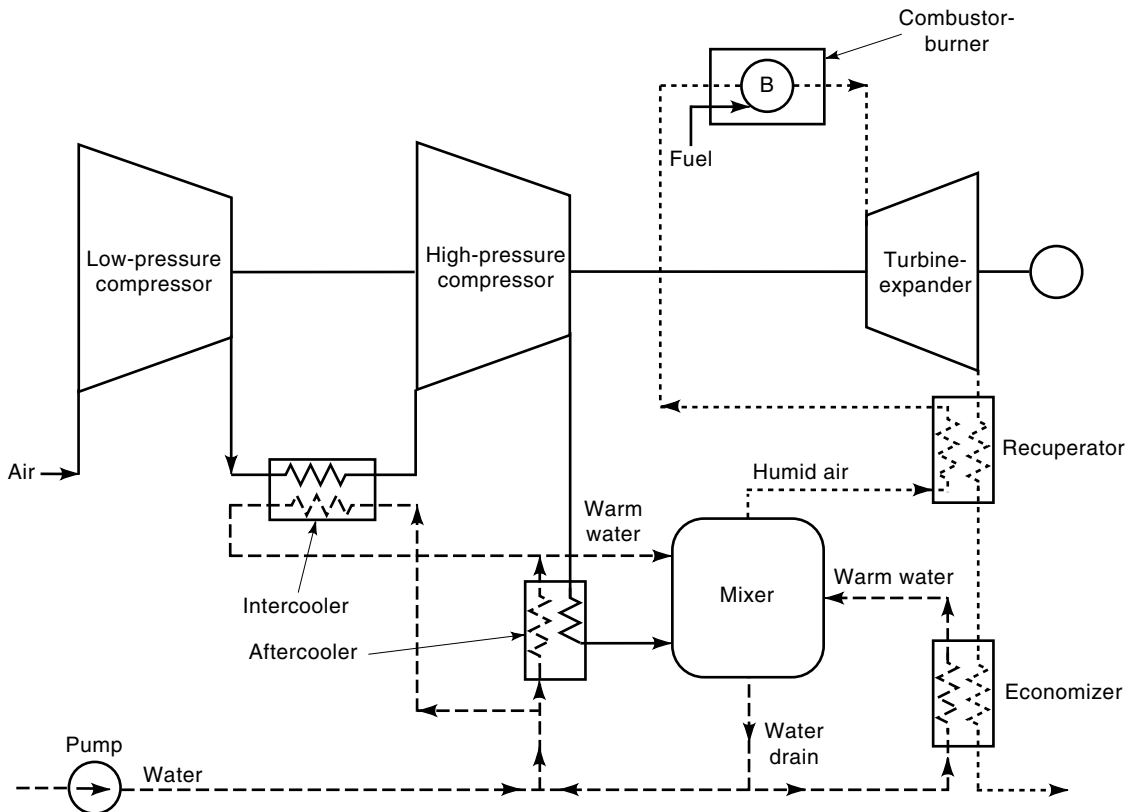 Combustor-
burner
B
Fuel
Low-pressure
compressor
High-pressure
compressor
Turbine-
expander
Air
Recuperator
Humid air
Warm
water
Warm water
Mixer
Intercooler
Aftercooler
Economizer
Pump
Water
Water
drain